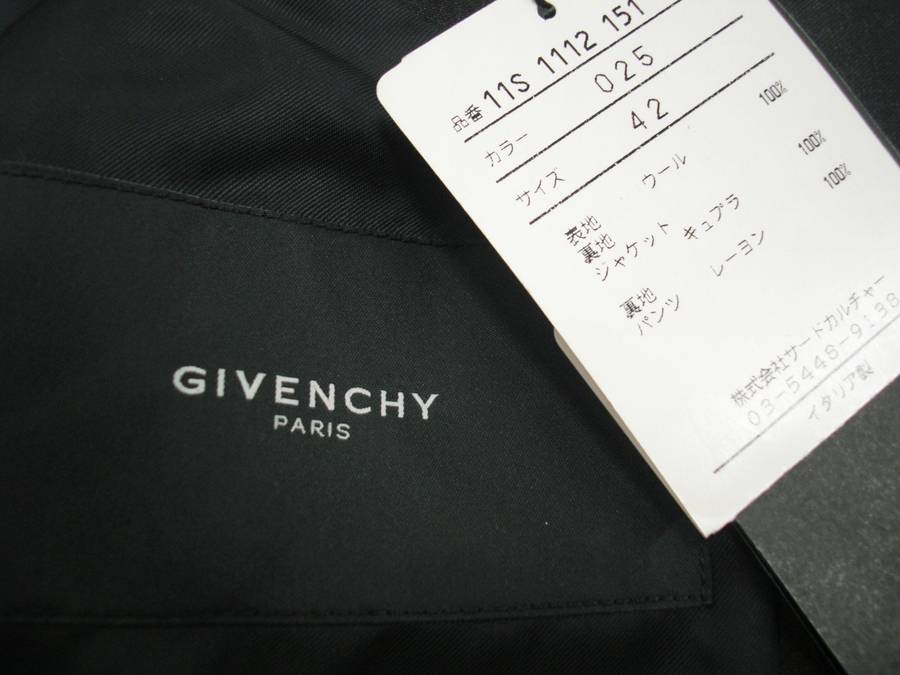 GIVENCHY
PARIS
品番 11S 1112 151
カラー 025
サイズ 42
表地 ウール 100%
裏地
ジャケット キュプラ 100%
裏地
パンツ レーヨン 100%
株式会社サードカルチャー
03-5448-9138
イタリア製